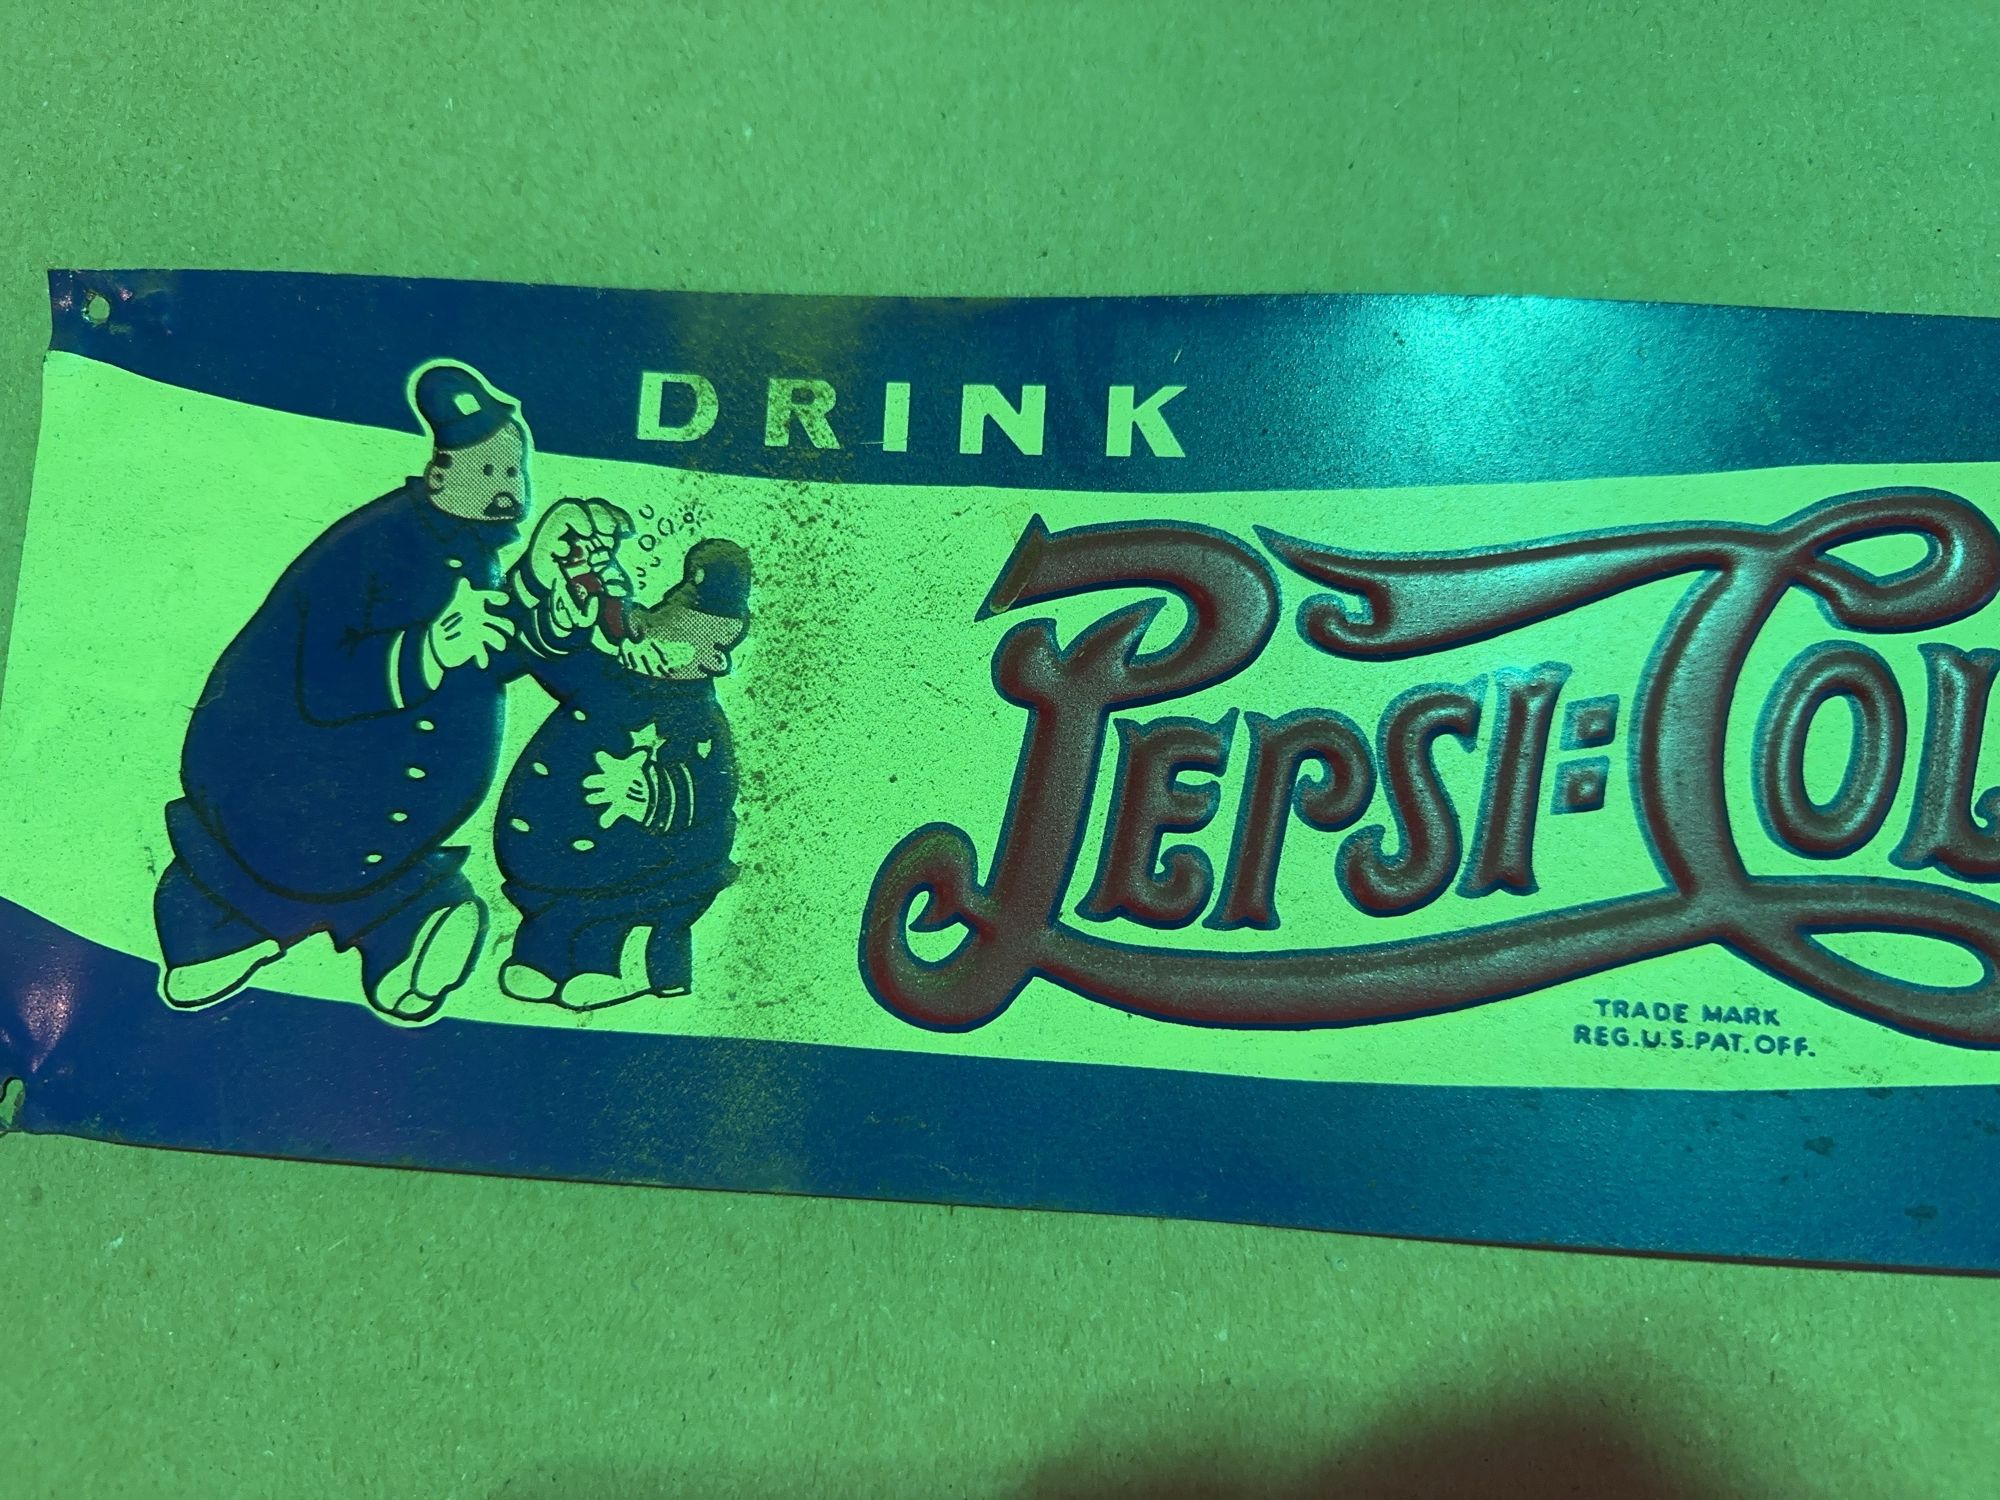 DRINK
PEPSI:COL
TRADE MARK
REG.U.S.PAT.OFF.